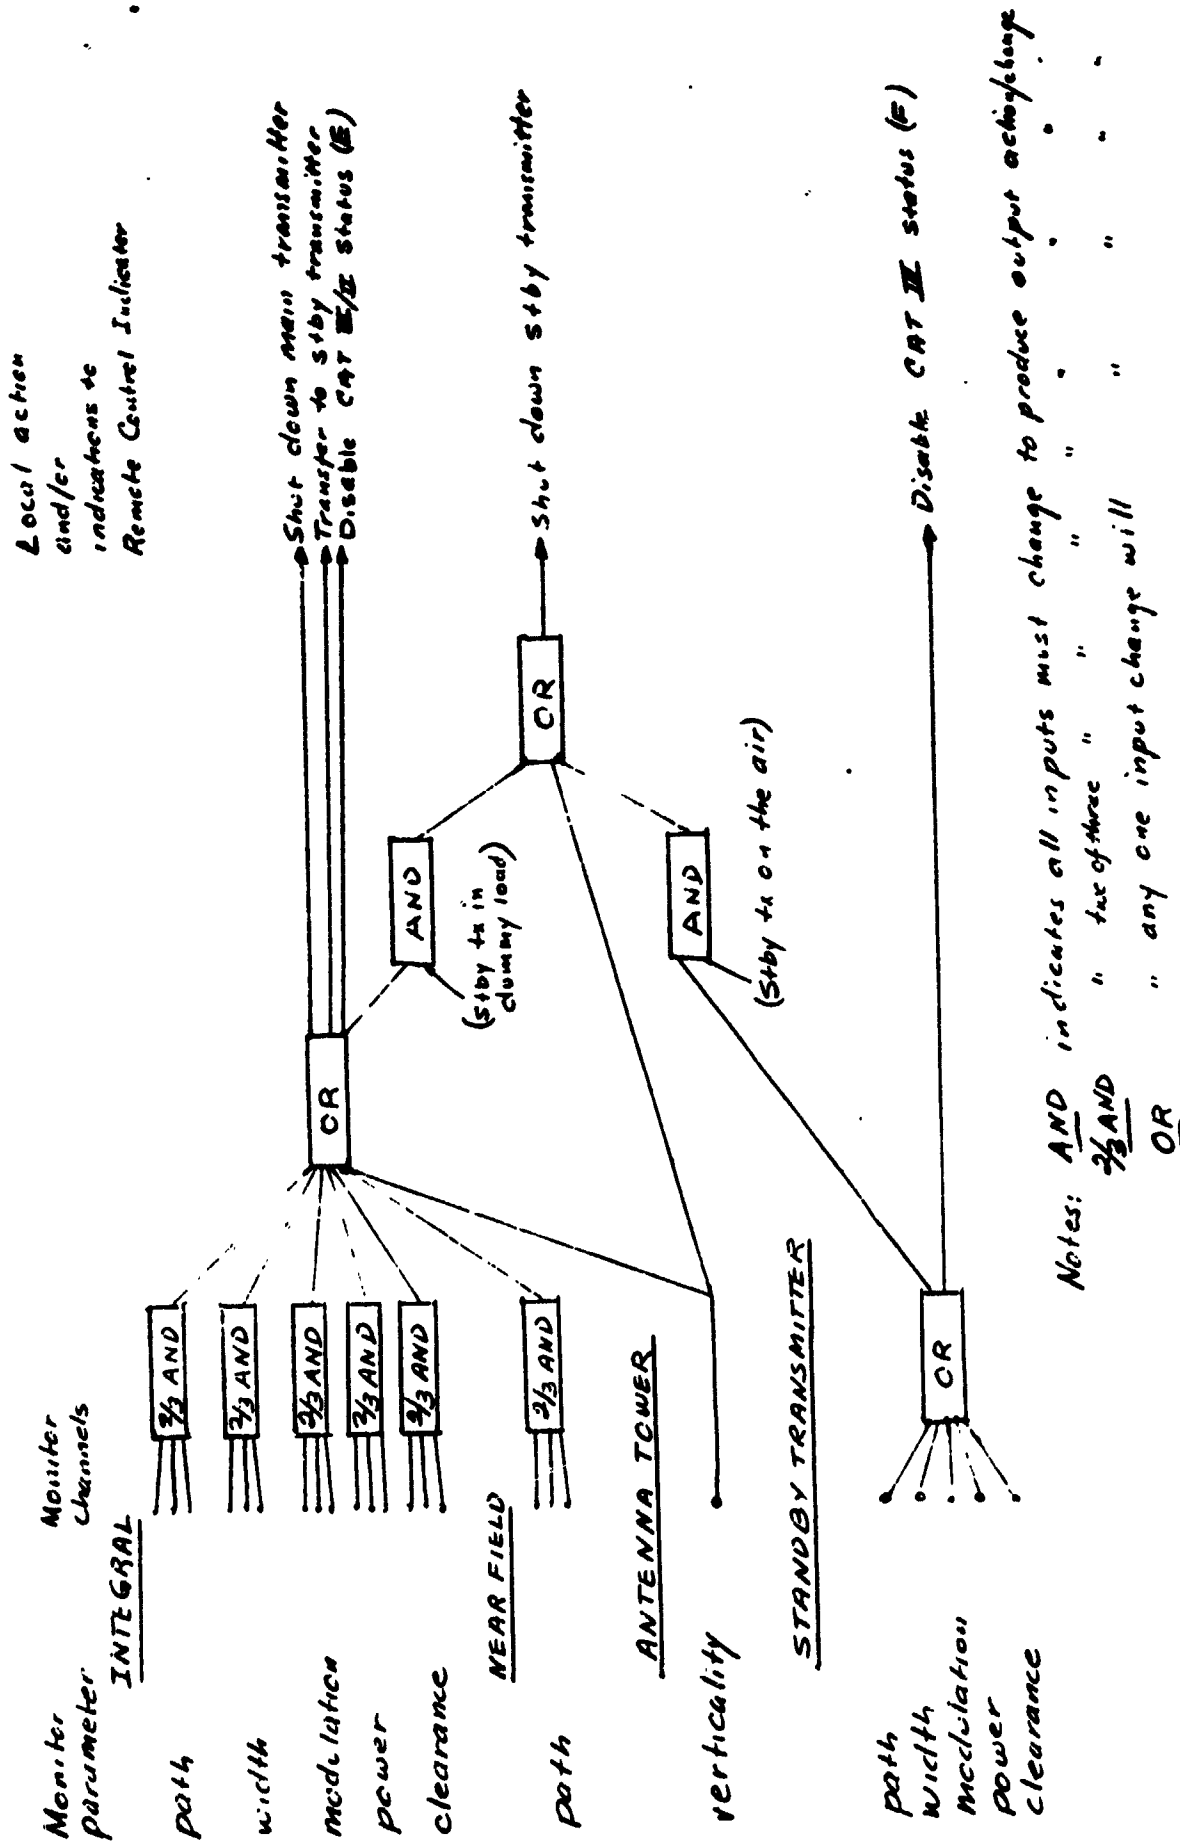 Monitor
parameter
Monitor
Channels
Local action
and/or
indications to
Remote Control Indicator
INTEGRAL
path
2/3 AND
width
2/3 AND
modulation
2/3 AND
power
2/3 AND
clearance
2/3 AND
OR
Shut down main transmitter
Transfer to stby transmitter
Disable CAT III/II status (E)
AND
(Stby tx in
dummy load)
NEAR FIELD
path
2/3 AND
OR
Shut down stby transmitter
ANTENNA TOWER
verticality
AND
(Stby tx on the air)
STANDBY TRANSMITTER
path
width
modulation
power
clearance
OR
Disable CAT III status (F)
Notes: AND indicates all inputs must change to produce output action/change
2/3 AND " two of three " " " " " " " "
OR " any one input change will " " " " "